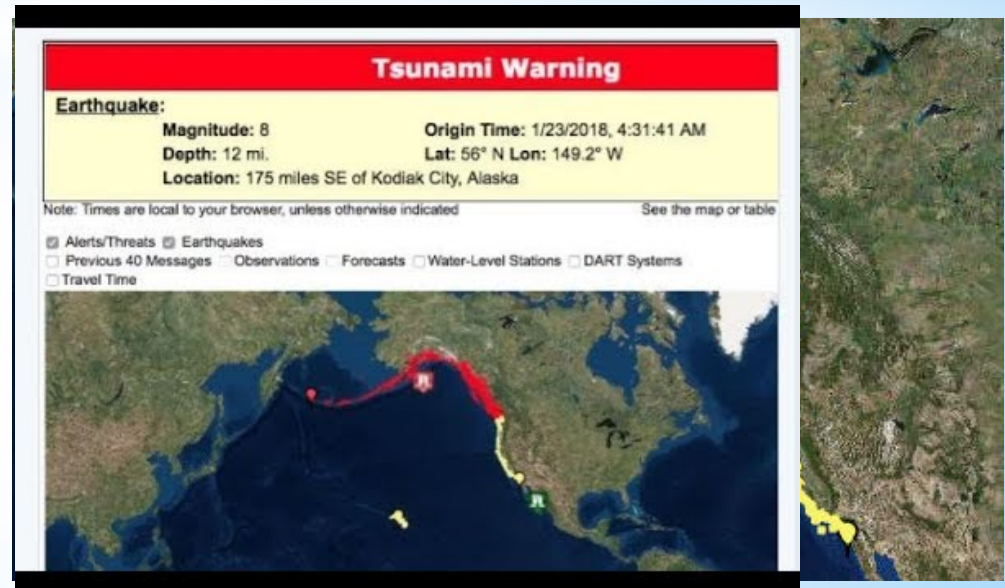 Tsunami Warning
Earthquake:
Magnitude: 8 Origin Time: 1/23/2018, 4:31:41 AM
Depth: 12 mi. Lat: 56° N Lon: 149.2° W
Location: 175 miles SE of Kodiak City, Alaska
Note: Times are local to your browser, unless otherwise indicated See the map or table
Alerts/Threats Earthquakes
Previous 40 Messages Observations Forecasts Water-Level Stations DART Systems
Travel Time